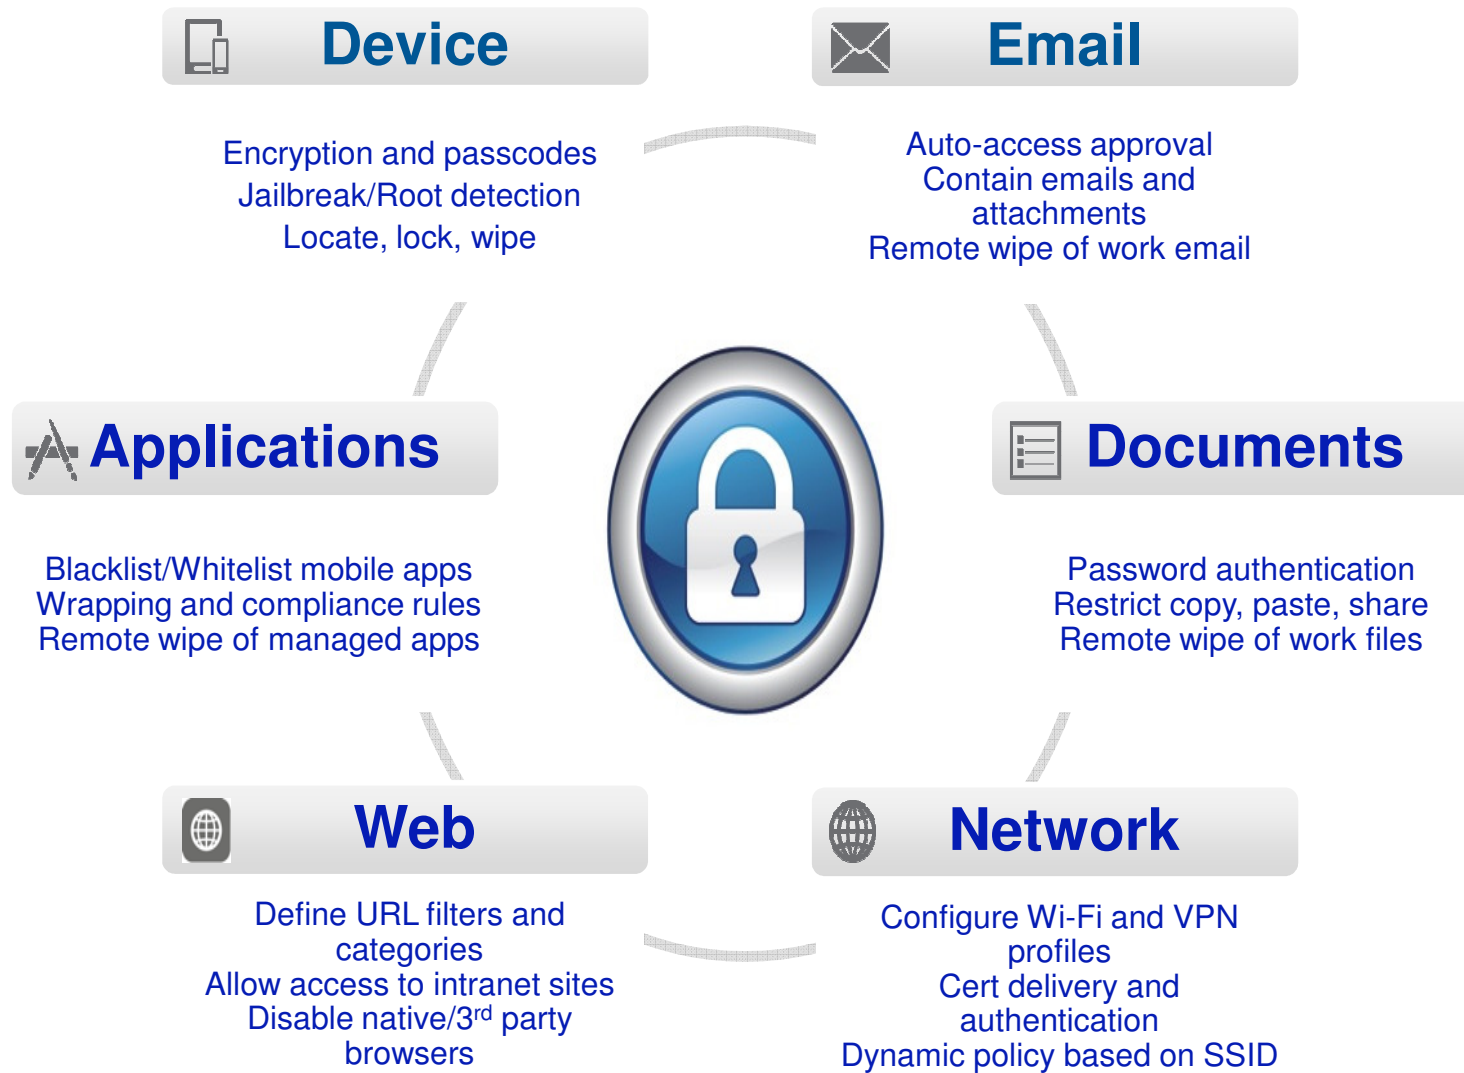 Device
Encryption and passcodes
Jailbreak/Root detection
Locate, lock, wipe
Email
Auto-access approval
Contain emails and
attachments
Remote wipe of work email
Applications
Blacklist/Whitelist mobile apps
Wrapping and compliance rules
Remote wipe of managed apps
Documents
Password authentication
Restrict copy, paste, share
Remote wipe of work files
Web
Define URL filters and
categories
Allow access to intranet sites
Disable native/3rd party
browsers
Network
Configure Wi-Fi and VPN
profiles
Cert delivery and
authentication
Dynamic policy based on SSID